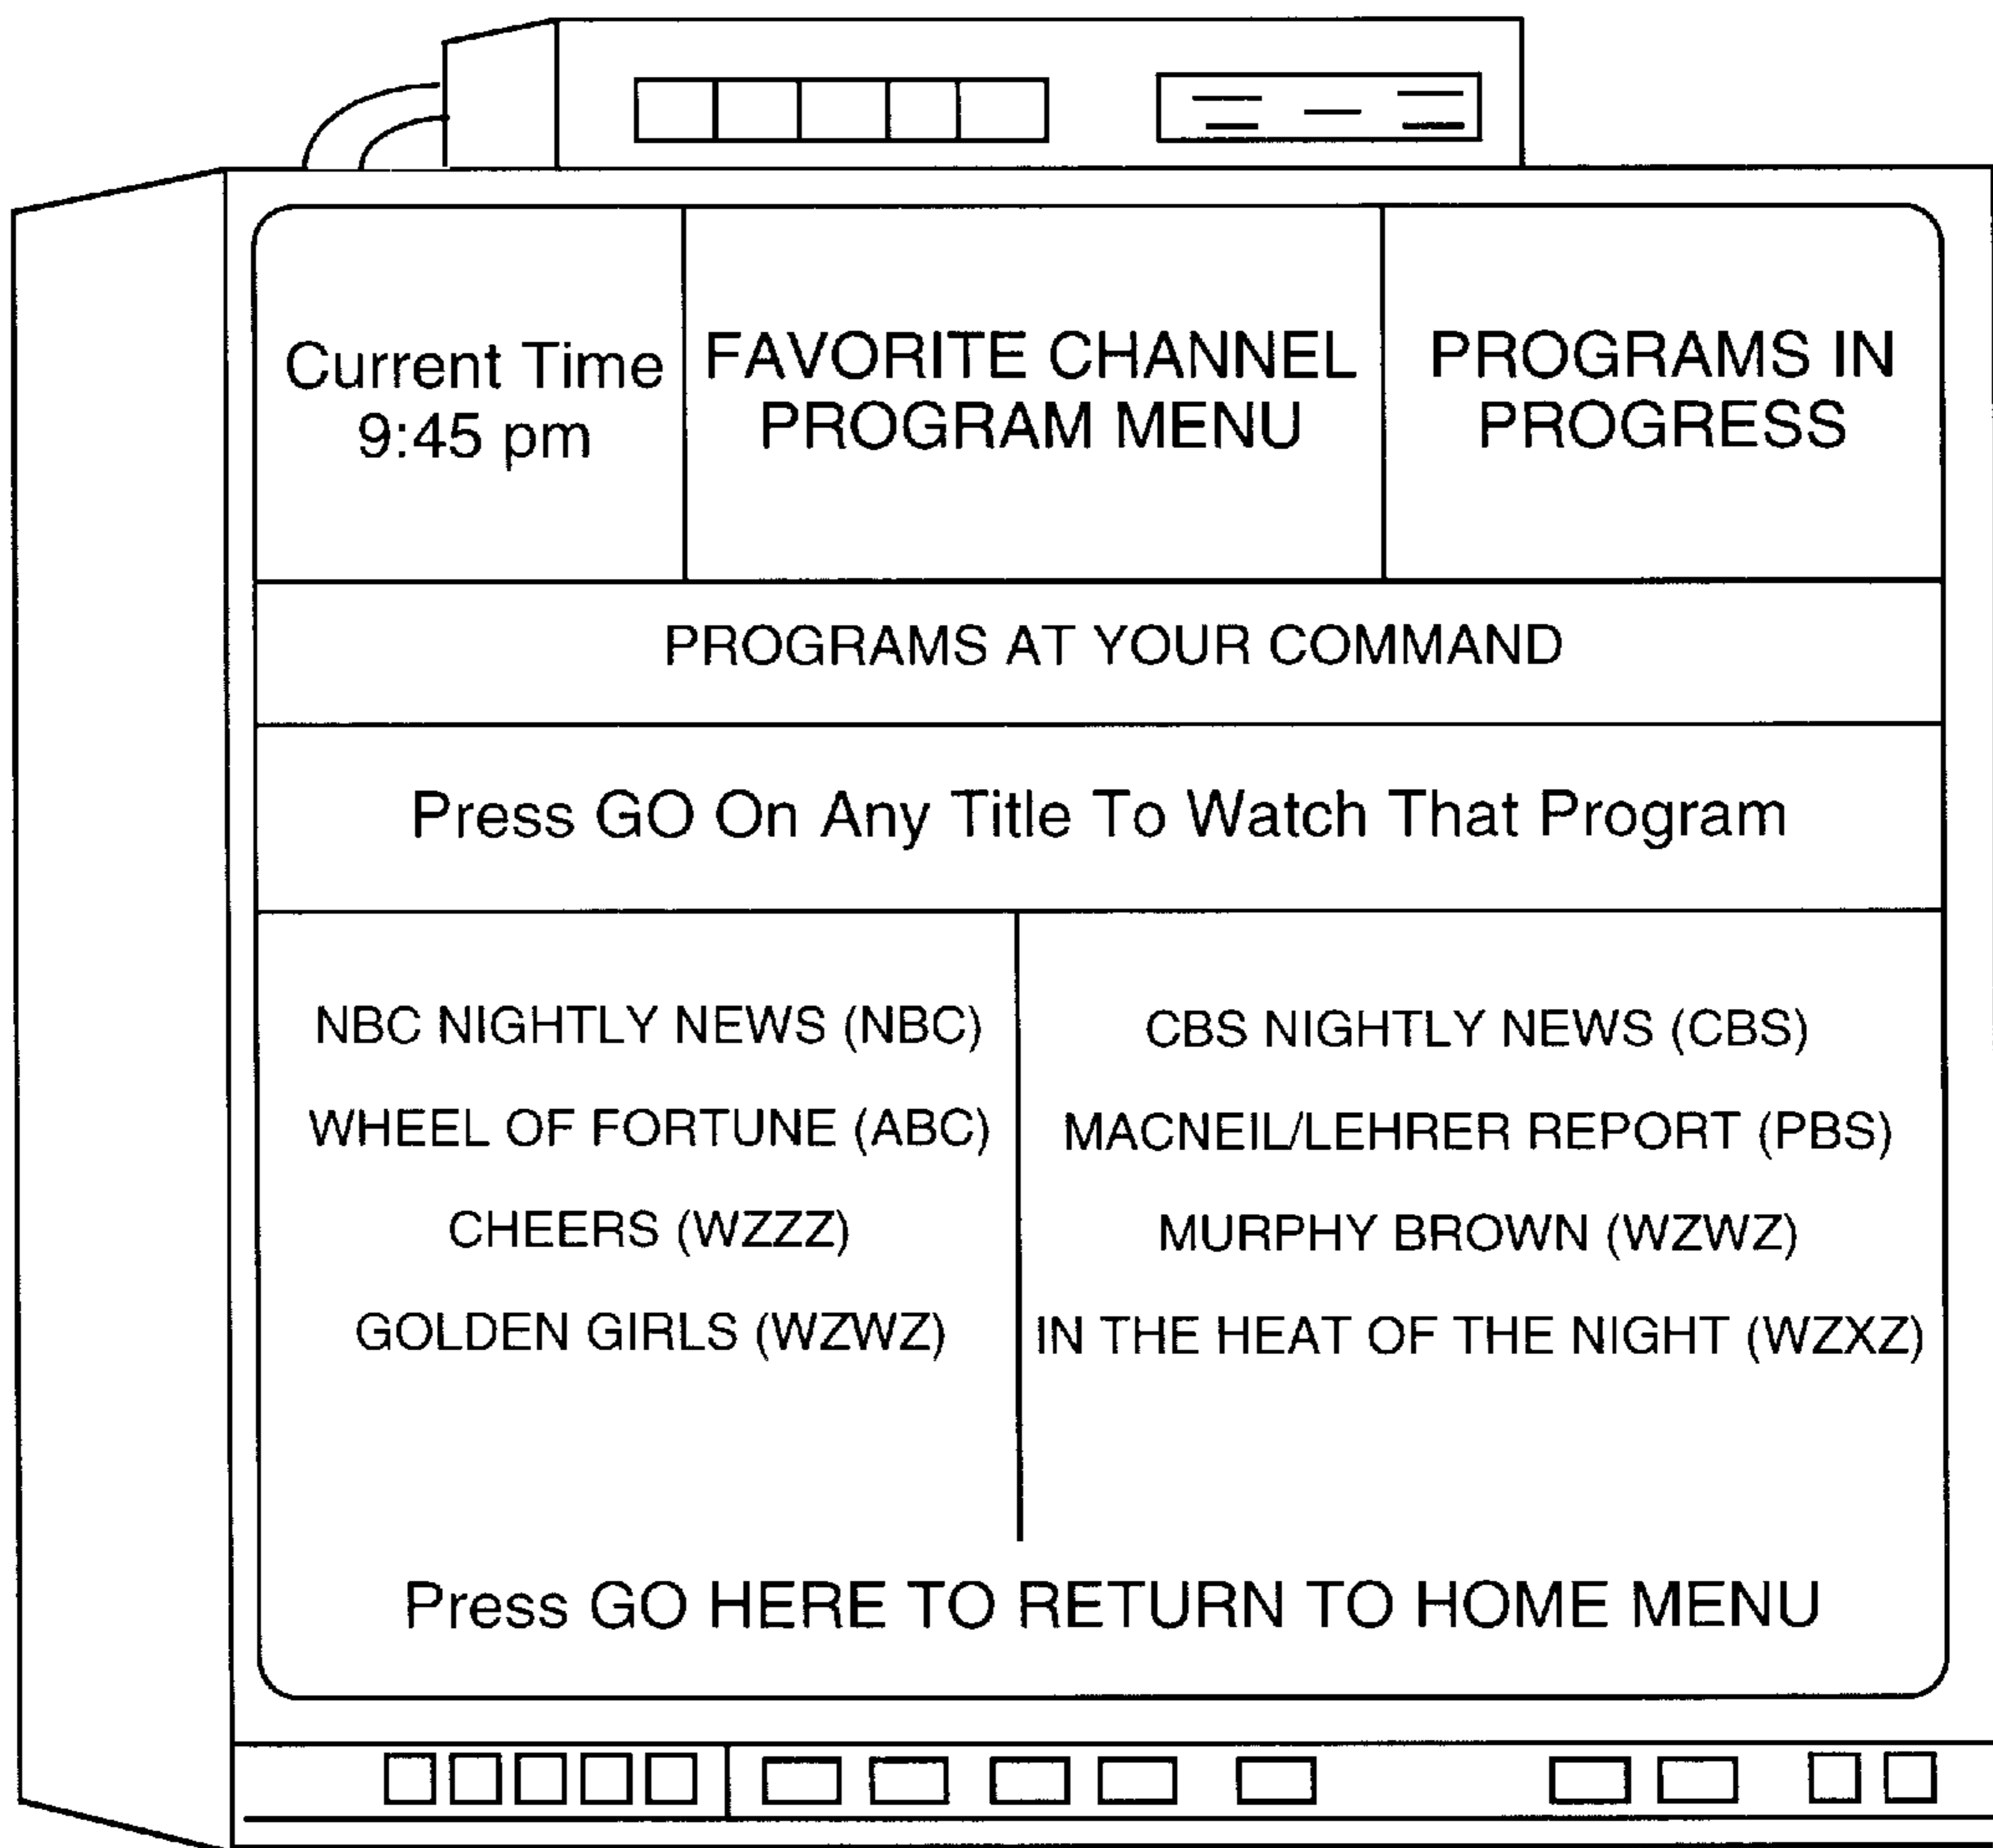 Current Time
9:45 pm
FAVORITE CHANNEL
PROGRAM MENU
PROGRAMS IN
PROGRESS
PROGRAMS AT YOUR COMMAND
Press GO On Any Title To Watch That Program
NBC NIGHTLY NEWS (NBC)
WHEEL OF FORTUNE (ABC)
CHEERS (WZZZ)
GOLDEN GIRLS (WZWZ)
CBS NIGHTLY NEWS (CBS)
MACNEIL/LEHRER REPORT (PBS)
MURPHY BROWN (WZWZ)
IN THE HEAT OF THE NIGHT (WZXZ)
Press GO HERE TO RETURN TO HOME MENU